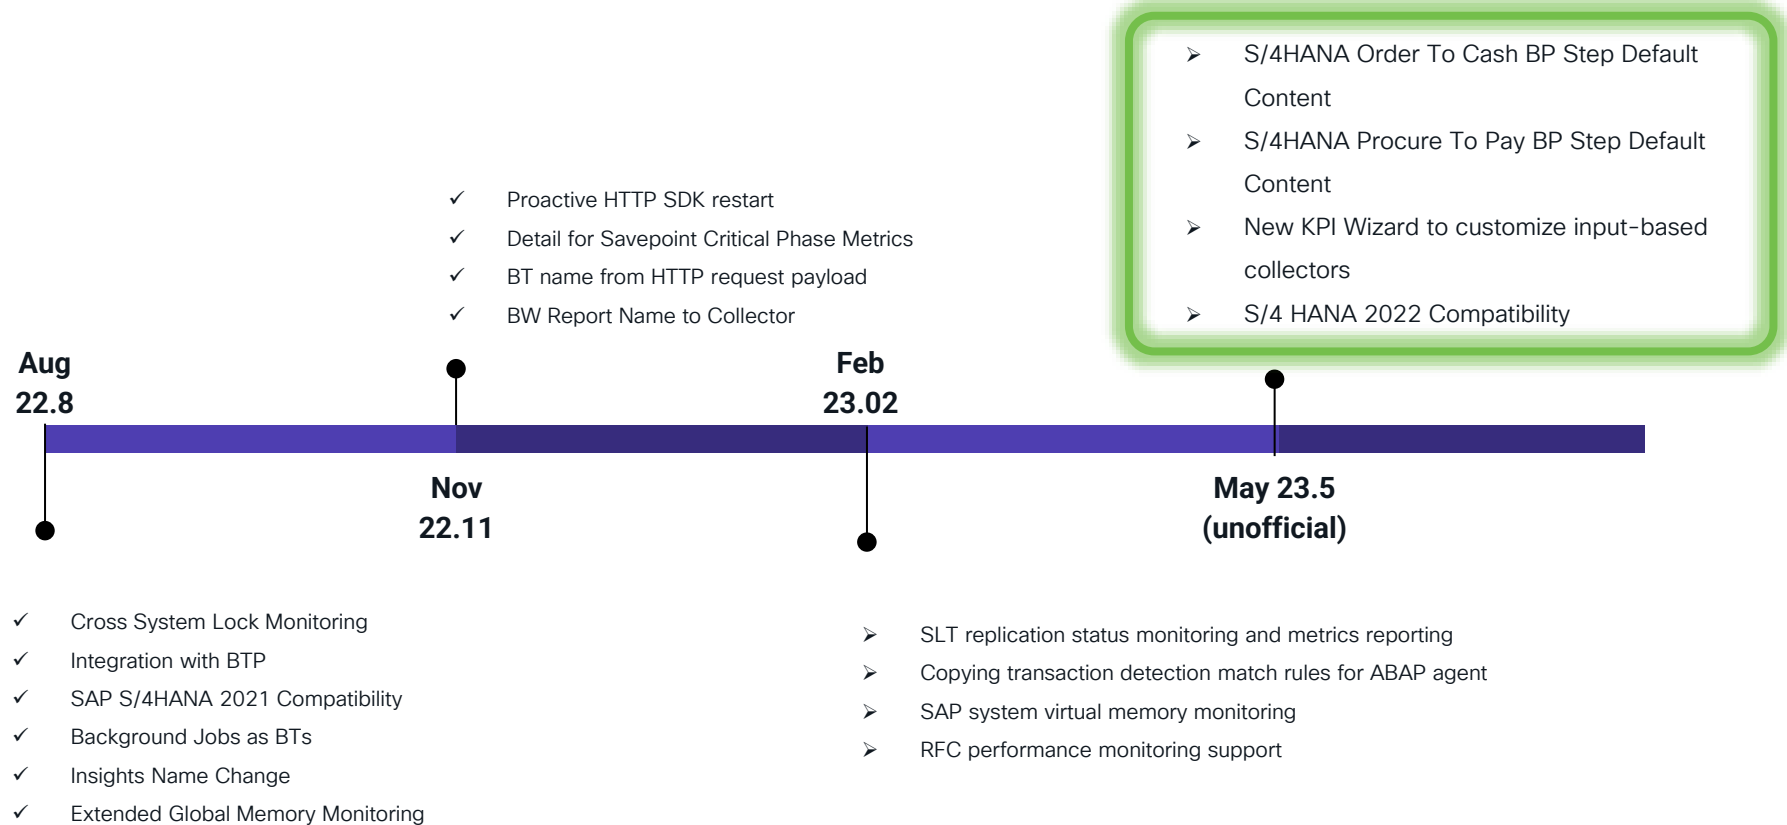 S/4HANA Order To Cash BP Step Default
Content
S/4HANA Procure To Pay BP Step Default
Content
New KPI Wizard to customize input-based
collectors
S/4 HANA 2022 Compatibility
Proactive HTTP SDK restart
Detail for Savepoint Critical Phase Metrics
BT name from HTTP request payload
BW Report Name to Collector
Aug
22.8
Feb
23.02
Nov
22.11
May 23.5
(unofficial)
Cross System Lock Monitoring
Integration with BTP
SAP S/4HANA 2021 Compatibility
Background Jobs as BTs
Insights Name Change
Extended Global Memory Monitoring
SLT replication status monitoring and metrics reporting
Copying transaction detection match rules for ABAP agent
SAP system virtual memory monitoring
RFC performance monitoring support